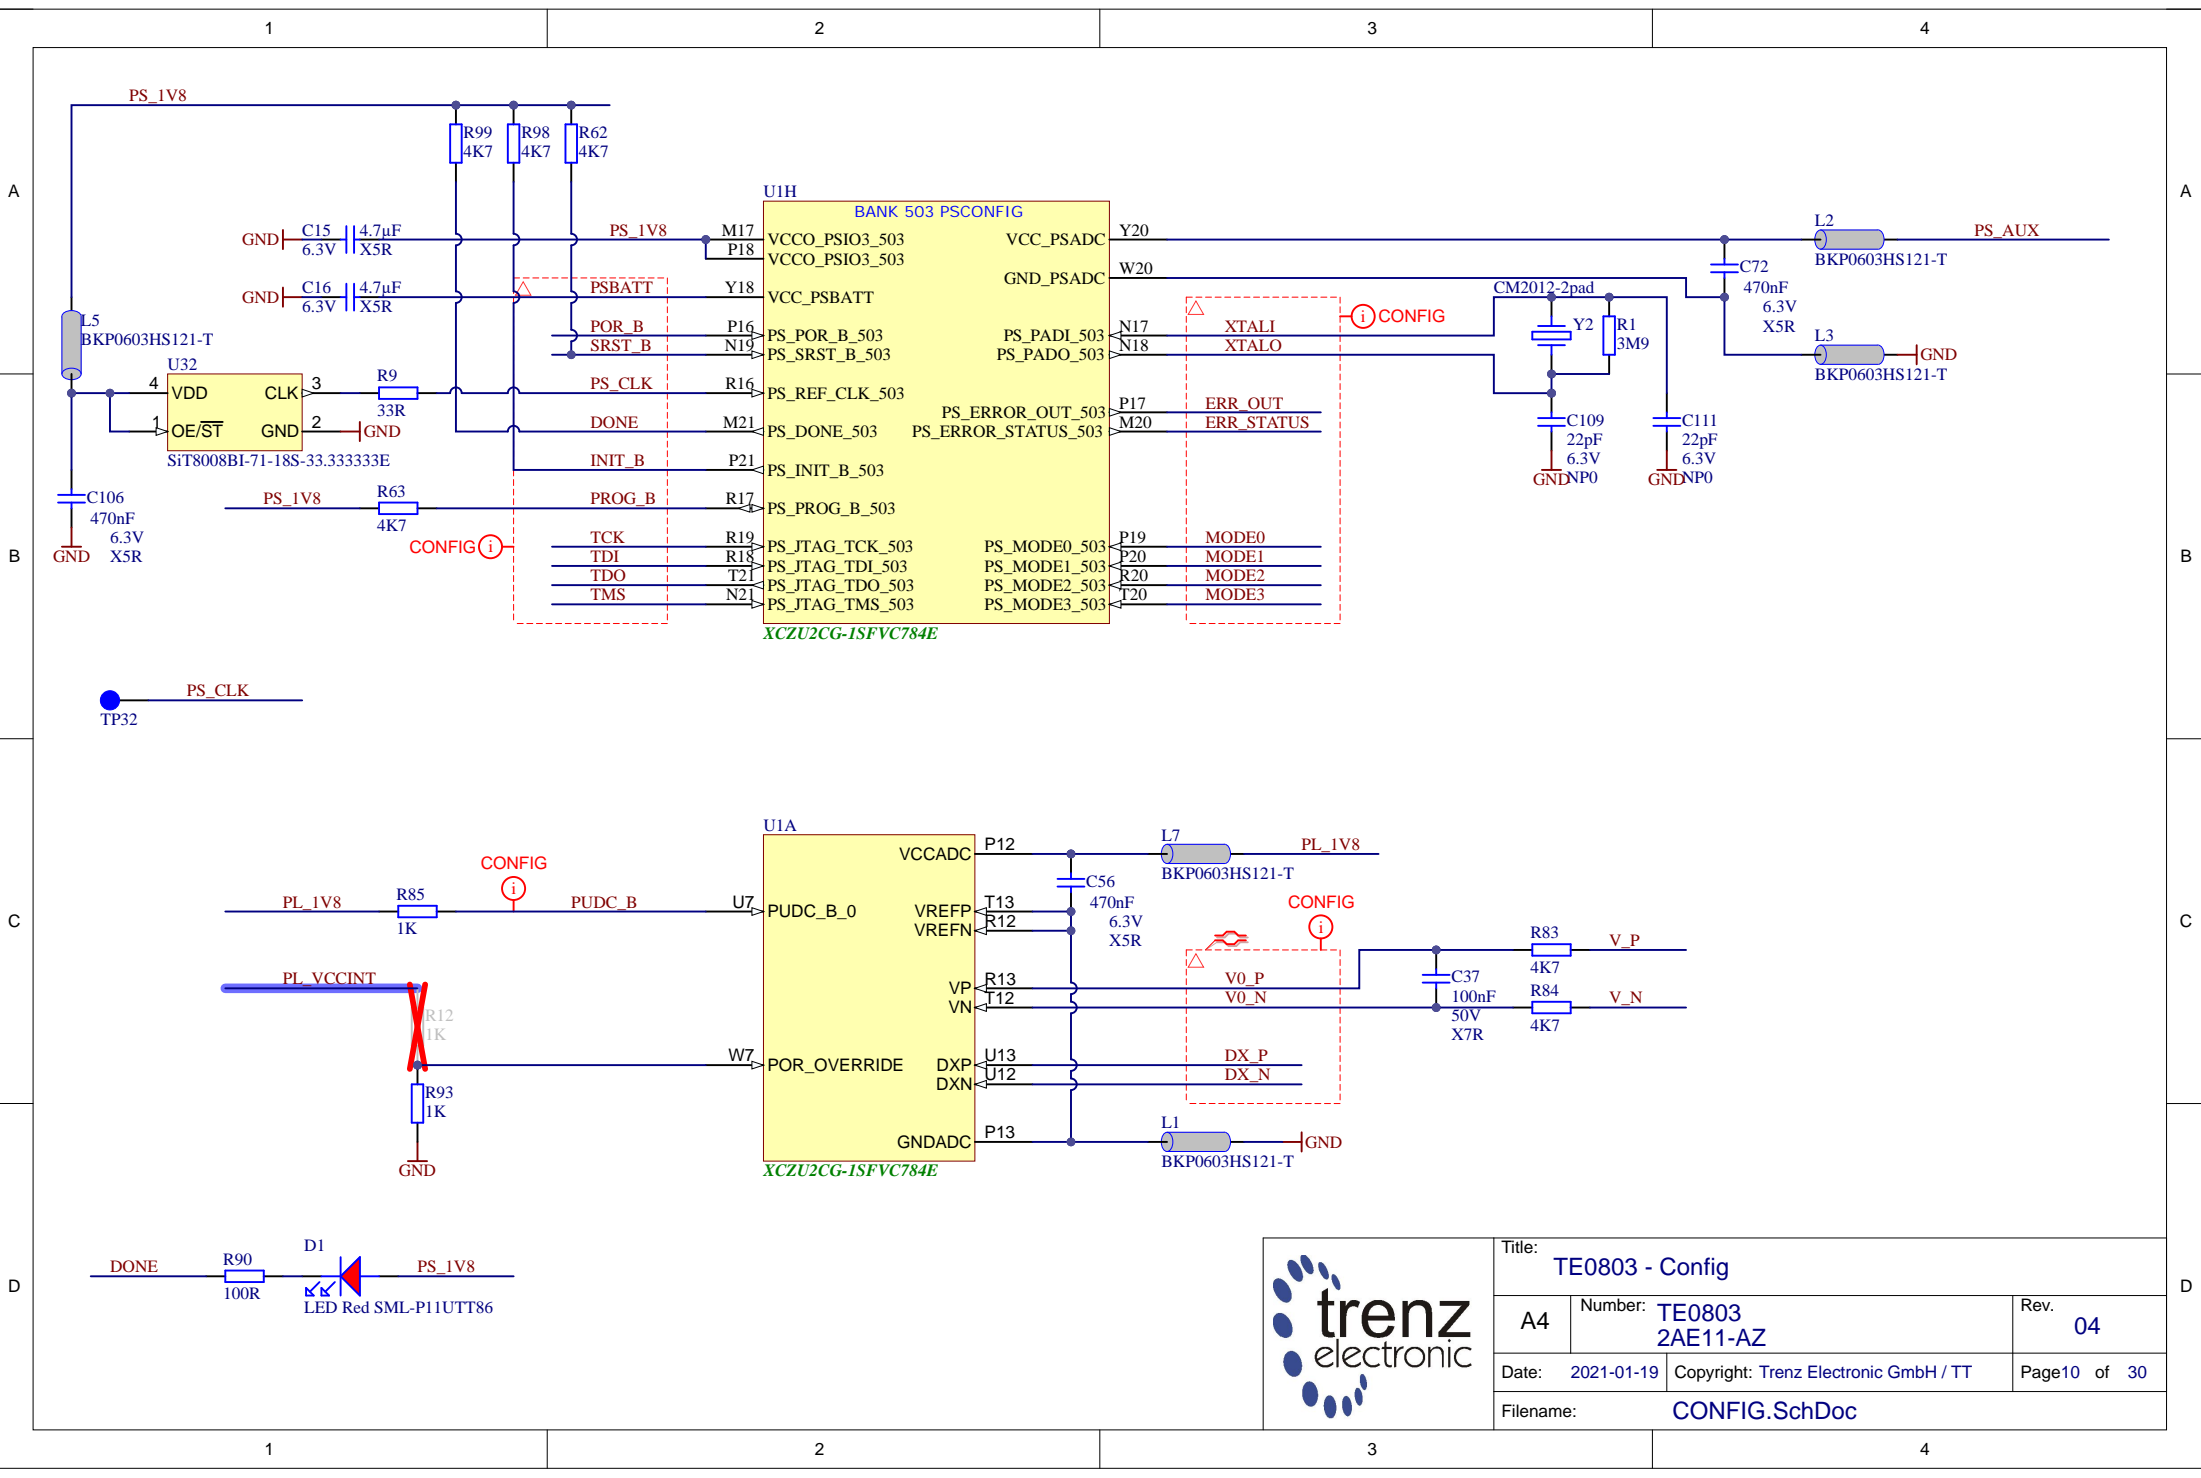 1 2 3 4
A A
B B
C C
D D
PS_1V8
R99 R98 R62
4K7 4K7 4K7
U1H
BANK 503 PSCONFIG
GND C15 4.7µF PS_1V8 M17 VCCO_PSIO3_503
6.3V X5R P18 VCCO_PSIO3_503
GND C16 4.7µF PSBATT Y18 VCC_PSBATT
6.3V X5R
POR_B P16 PS_POR_B_503
SRST_B N19 PS_SRST_B_503
PS_CLK R16 PS_REF_CLK_503
DONE M21 PS_DONE_503
INIT_B P21 PS_INIT_B_503
PROG_B R17 PS_PROG_B_503
TCK R19 PS_JTAG_TCK_503
TDI R18 PS_JTAG_TDI_503
TDO T21 PS_JTAG_TDO_503
TMS N21 PS_JTAG_TMS_503
CONFIG i
L5
BKP0603HS121-T
U32
4 VDD CLK 3
1 OE/ST GND 2 GND
SiT8008BI-71-18S-33.333333E
R9
33R
PS_1V8 R63
4K7
C106
470nF
6.3V
X5R
GND
VCC_PSADC Y20
GND_PSADC W20
PS_PADI_503 N17 XTALI
PS_PADO_503 N18 XTALO
PS_ERROR_OUT_503 P17 ERR_OUT
PS_ERROR_STATUS_503 M20 ERR_STATUS
PS_MODE0_503 P19 MODE0
PS_MODE1_503 P20 MODE1
PS_MODE2_503 R20 MODE2
PS_MODE3_503 T20 MODE3
XCZU2CG-1SFVC784E
i CONFIG
CM2012-2pad
Y2
R1
3M9
C109
22pF
6.3V
GND NP0
C111
22pF
6.3V
GND NP0
L2
BKP0603HS121-T
PS_AUX
C72
470nF
6.3V
X5R
L3
GND
BKP0603HS121-T
PS_CLK
TP32
U1A
CONFIG
i
PL_1V8 R85 PUDC_B U7 PUDC_B_0
1K
PL_VCCINT
R12
1K
W7 POR_OVERRIDE
R93
1K
GND
VCCADC P12
VREFP T13
VREFN R12
VP R13 V0_P
VN T12 V0_N
DXP U13 DX_P
DXN U12 DX_N
GNDADC P13
XCZU2CG-1SFVC784E
L7 PL_1V8
BKP0603HS121-T
C56
470nF
6.3V
X5R
CONFIG
i
C37
100nF
50V
X7R
R83 V_P
4K7
R84 V_N
4K7
L1
GND
BKP0603HS121-T
DONE R90 D1 PS_1V8
100R
LED Red SML-P11UTT86
trenz
electronic
Title:
TE0803 - Config
A4 Number: TE0803
2AE11-AZ
Rev.
04
Date: 2021-01-19 Copyright: Trenz Electronic GmbH / TT Page10 of 30
Filename: CONFIG.SchDoc
1 2 3 4